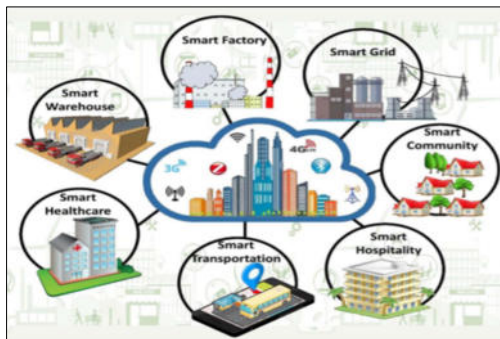 Smart Factory
Smart Grid
Smart
Warehouse
Smart
Community
3G
4G
Smart
Healthcare
Smart
Transportation
Smart
Hospitality